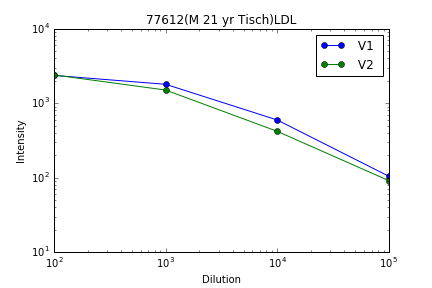 77612(M 21 yr Tisch)LDL
10^4
V1
V2
10^3
Intensity
10^2
10^1
10^2 10^3 10^4 10^5
Dilution